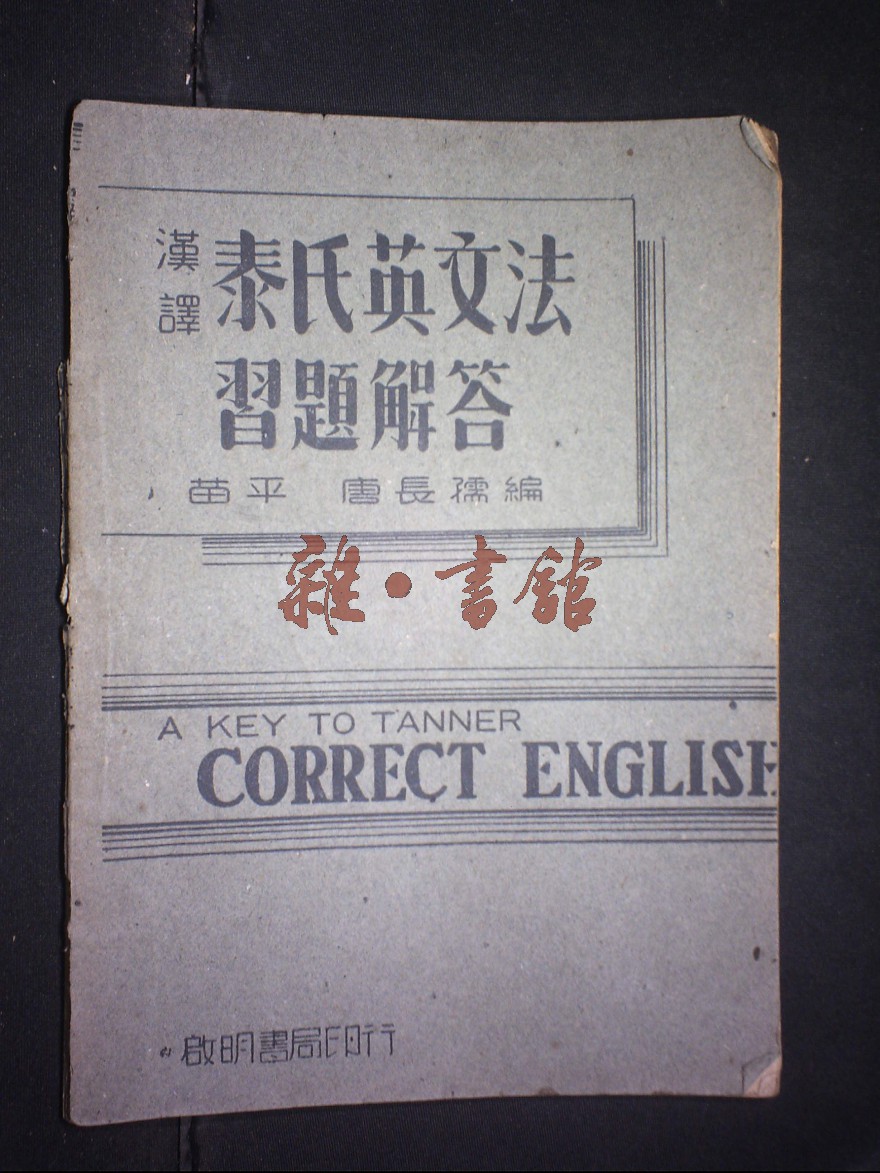 漢譯 泰氏英文法
習題解答
苗平 唐長孺編
雜·書館
A KEY TO TANNER
CORRECT ENGLISH
啟明書局印行